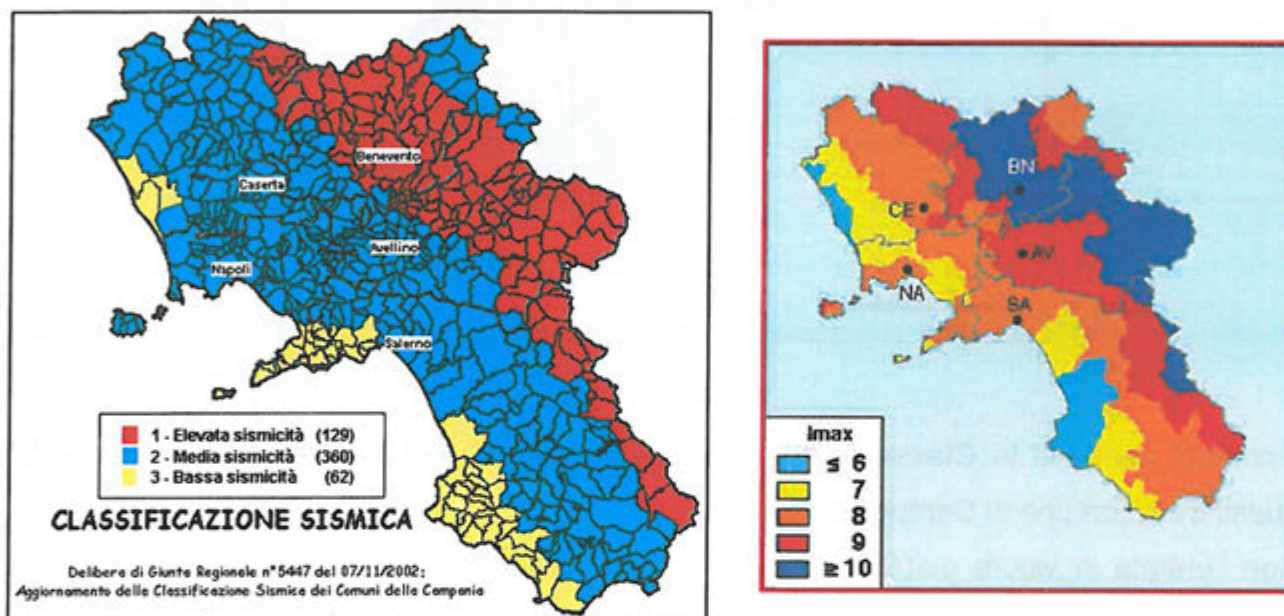 Benevento
Caserta
Avellino
Napoli
Salerno
1 - Elevata sismicità (129)
2 - Media sismicità (360)
3 - Bassa sismicità (62)
CLASSIFICAZIONE SISMICA
Delibera di Giunta Regionale n°5447 del 07/11/2002:
Aggiornamento della Classificazione Sismica dei Comuni della Campania
BN
CE
AV
NA
SA
imax
≤ 6
7
8
9
≥ 10